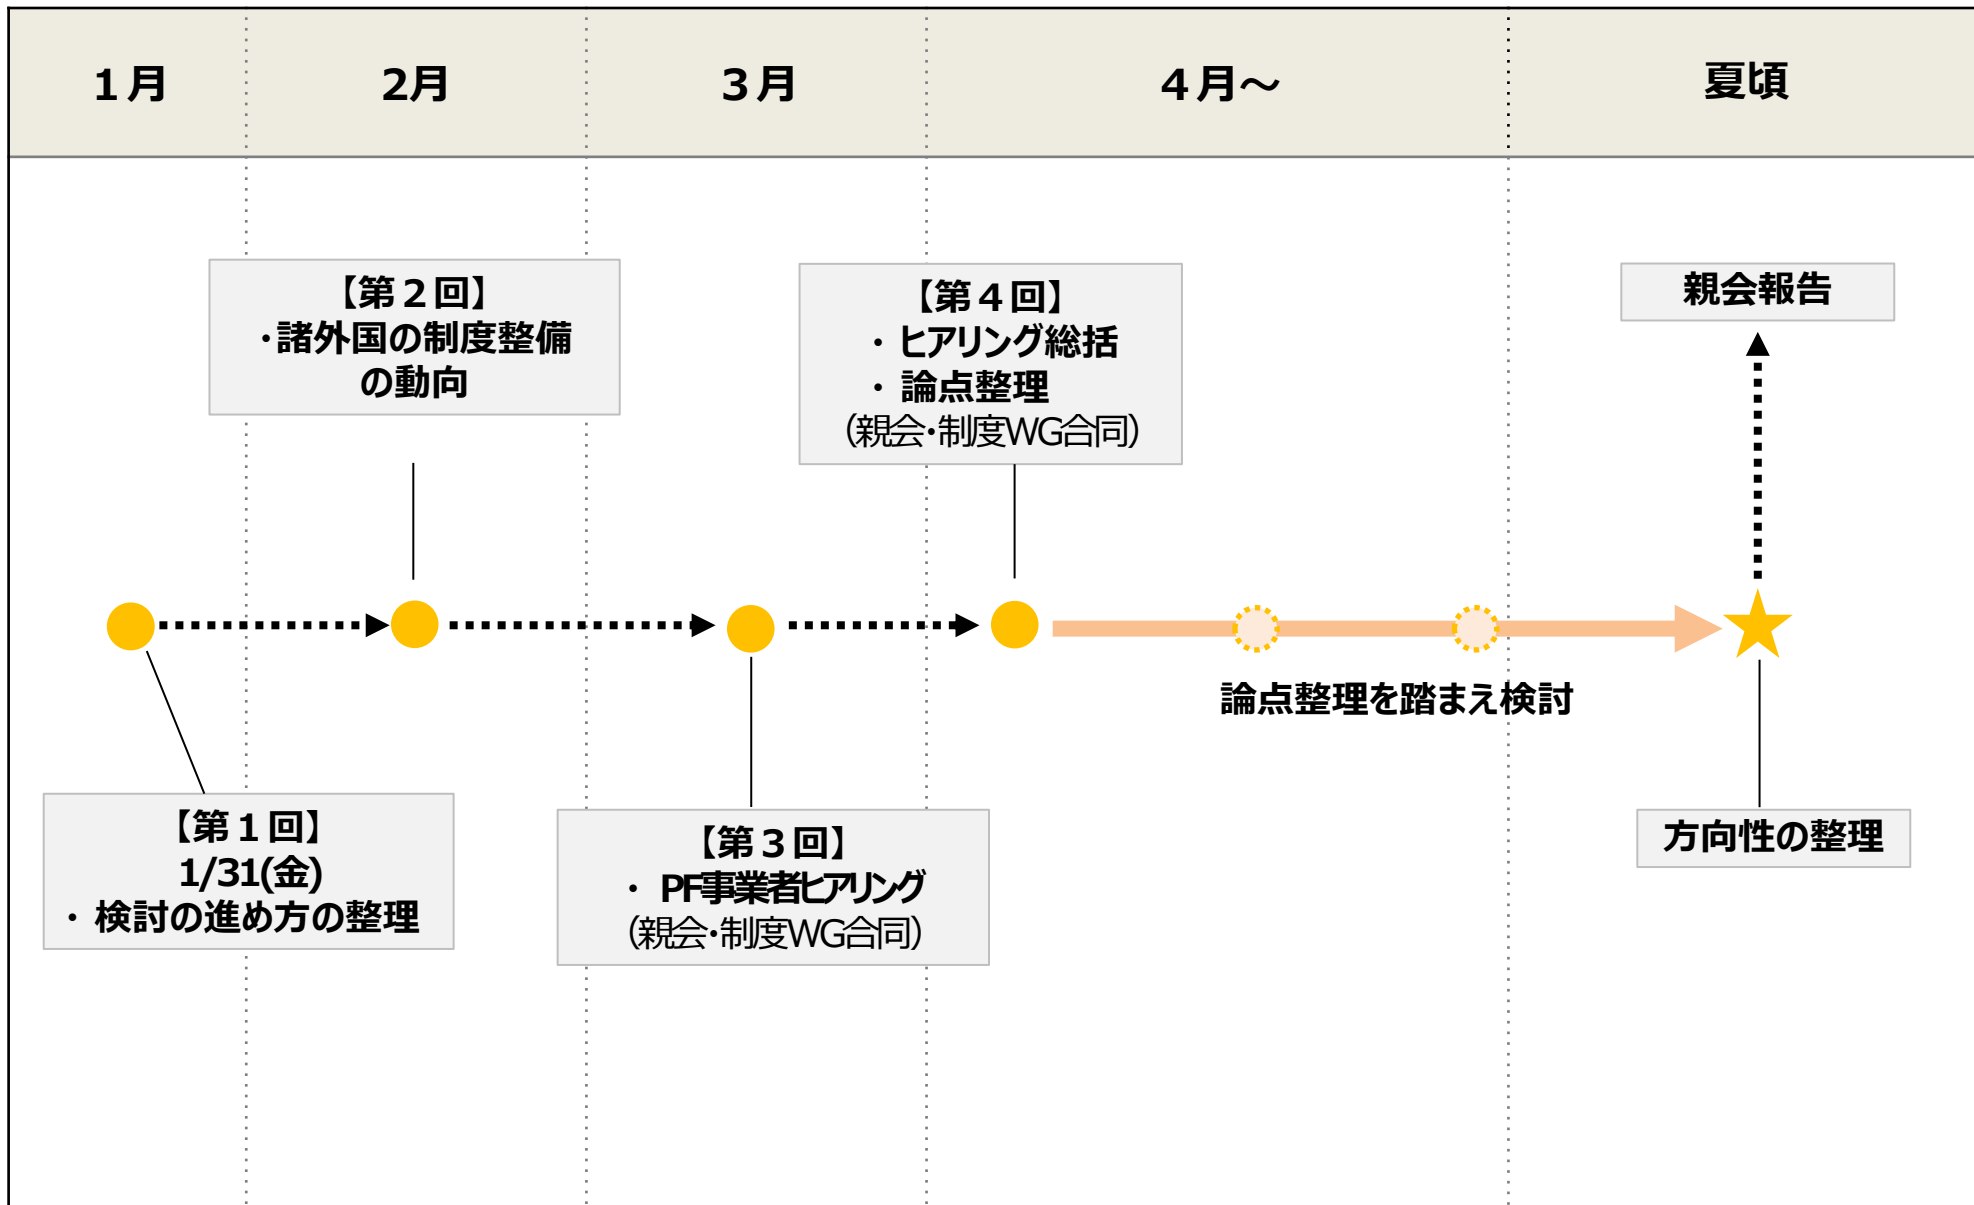 1月
2月
3月
4月～
夏頃
【第2回】
・諸外国の制度整備
の動向
【第4回】
・ ヒアリング総括
・ 論点整理
（親会・制度WG合同）
親会報告
論点整理を踏まえ検討
【第1回】
1/31(金)
・ 検討の進め方の整理
【第3回】
・ PF事業者ヒアリング
（親会・制度WG合同）
方向性の整理